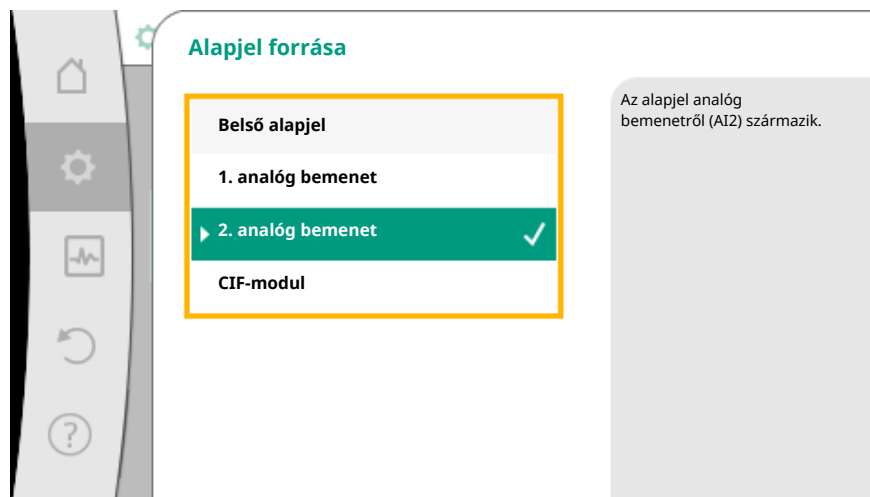 Alapjel forrása
Belső alapjel
1. analóg bemenet
2. analóg bemenet
CIF-modul
Az alapjel analóg
bemenetről (AI2) származik.
?